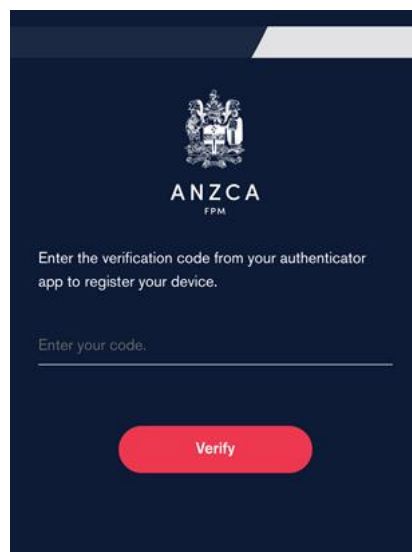 ANZCA
FPM
Enter the verification code from your authenticator
app to register your device.
Enter your code.
Verify